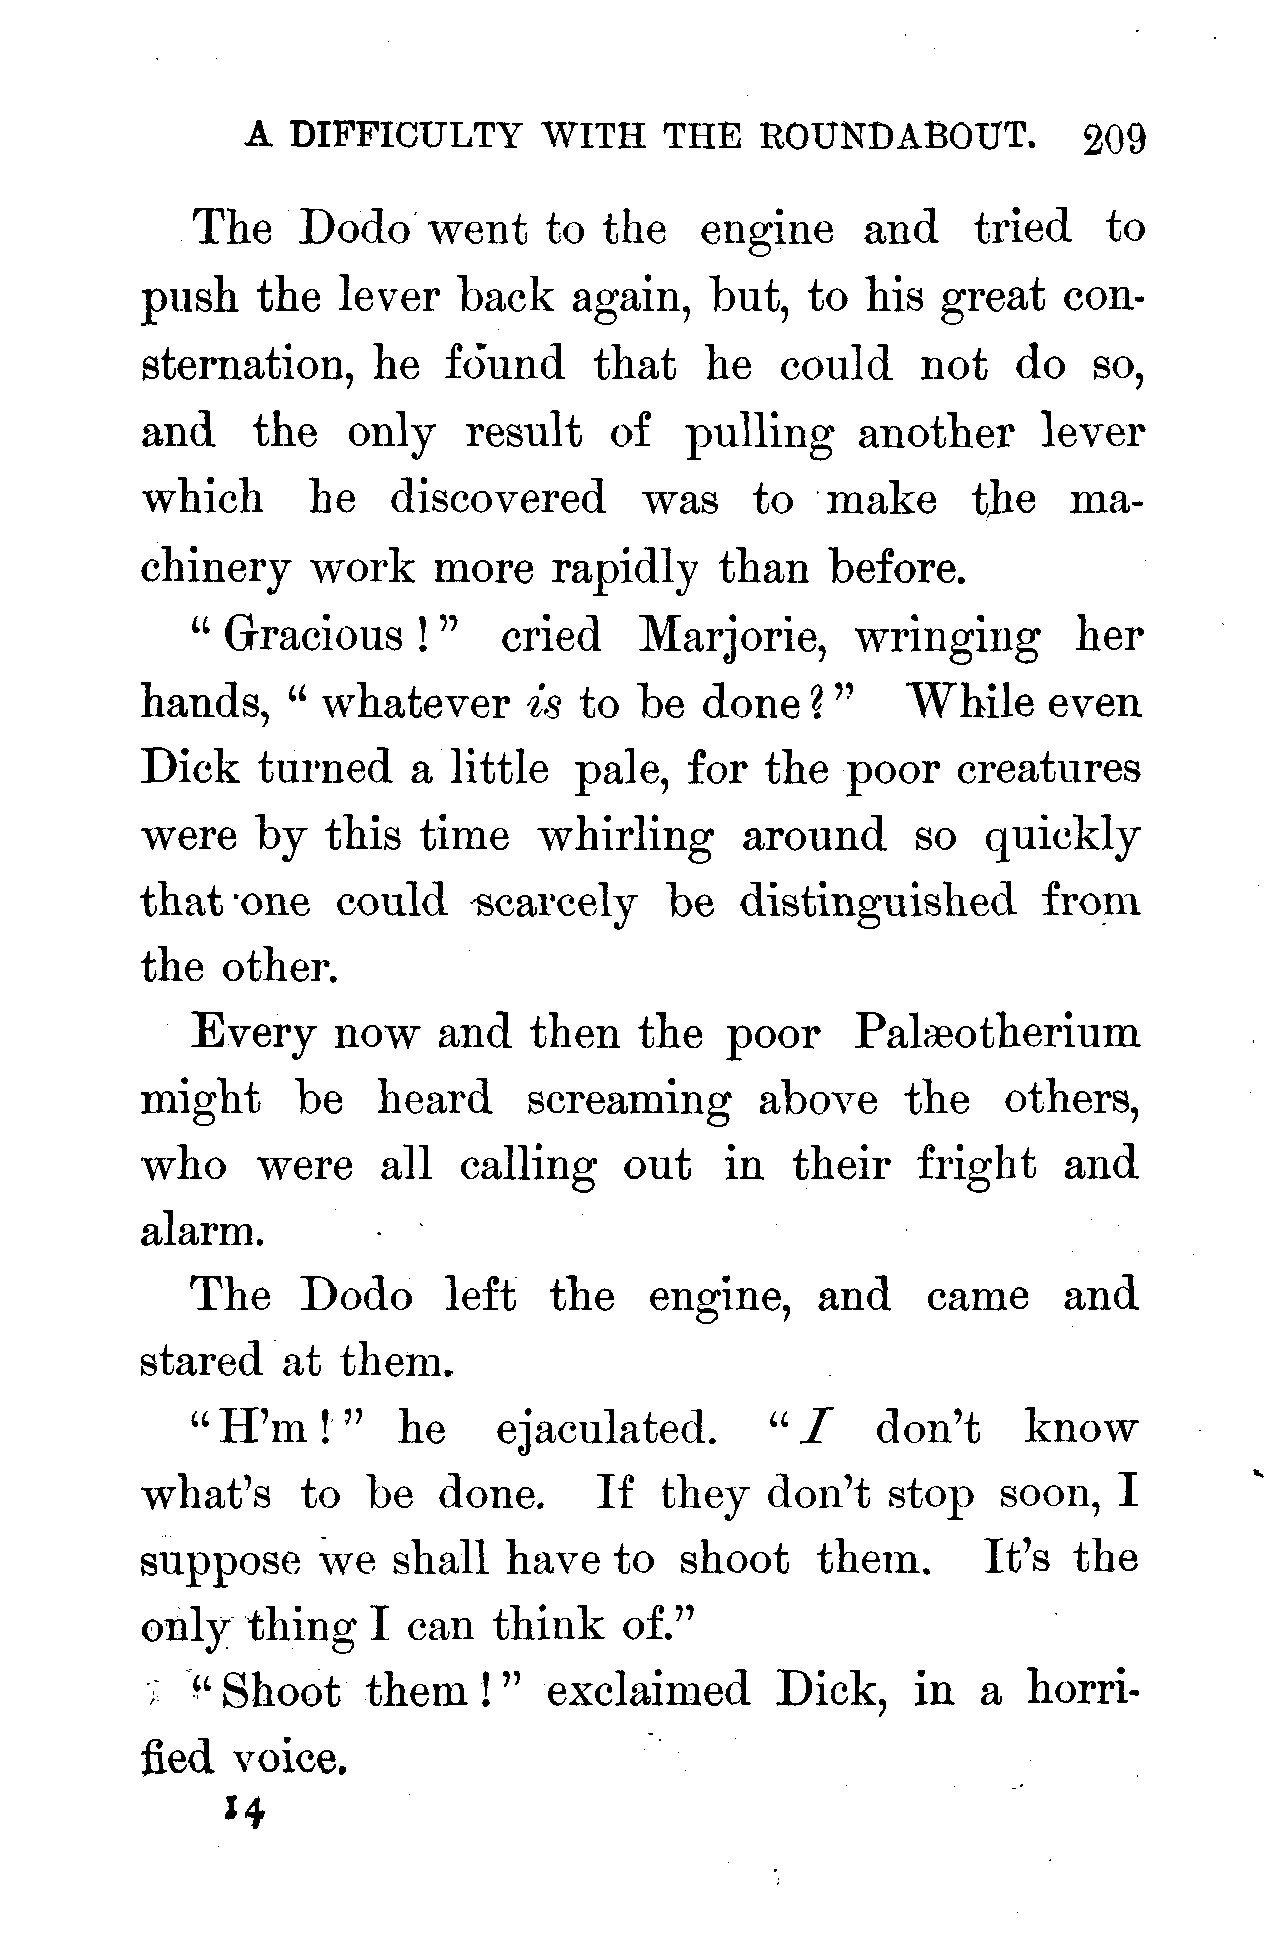 A DIFFICULTY WITH THE ROUNDABOUT. 209
The Dodo went to the engine and tried to
push the lever back again, but, to his great con-
sternation, he found that he could not do so,
and the only result of pulling another lever
which he discovered was to make the ma-
chinery work more rapidly than before.
“ Gracious ! ” cried Marjorie, wringing her
hands, “ whatever is to be done ? ” While even
Dick turned a little pale, for the poor creatures
were by this time whirling around so quickly
that one could scarcely be distinguished from
the other.
Every now and then the poor Palæotherium
might be heard screaming above the others,
who were all calling out in their fright and
alarm.
The Dodo left the engine, and came and
stared at them.
“ H’m ! ” he ejaculated. “ I don’t know
what’s to be done. If they don’t stop soon, I
suppose we shall have to shoot them. It’s the
only thing I can think of.”
“ Shoot them ! ” exclaimed Dick, in a horri-
fied voice.
14